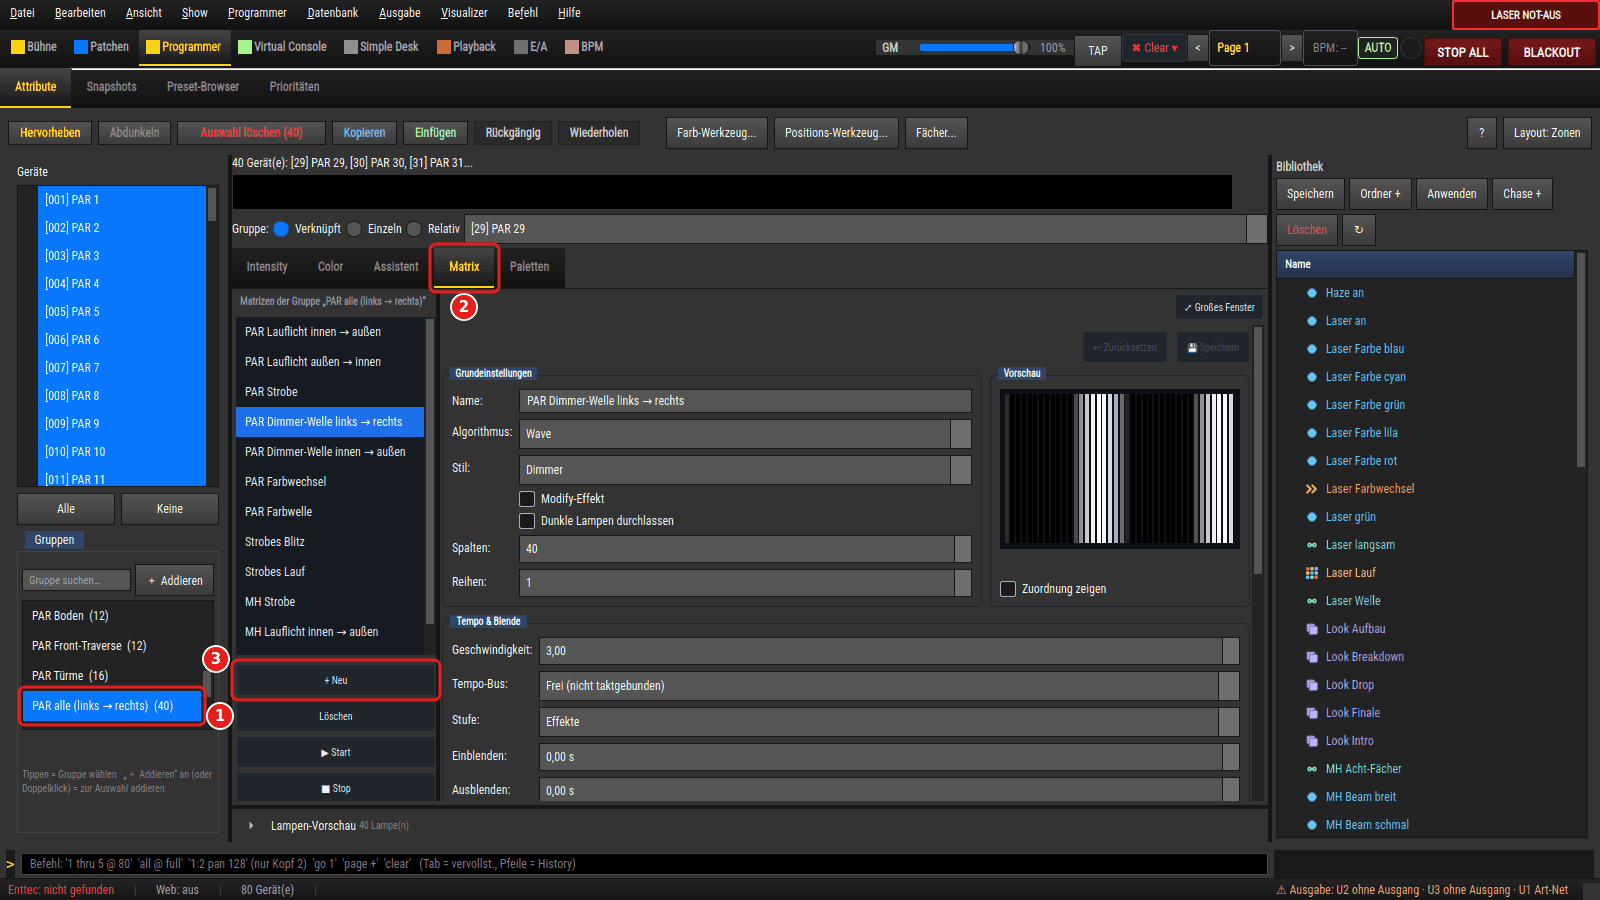 Datei Bearbeiten Ansicht Show Programmer Datenbank Ausgabe Visualizer Befehl Hilfe
LASER NOT-AUS
Bühne Patchen Programmer Virtual Console Simple Desk Playback E/A BPM
GM 100% TAP ✖ Clear ▾ < Page 1 > BPM: -- AUTO STOP ALL BLACKOUT
Attribute Snapshots Preset-Browser Prioritäten
Hervorheben Abdunkeln Auswahl löschen (40) Kopieren Einfügen Rückgängig Wiederholen Farb-Werkzeug... Positions-Werkzeug... Fächer... ? Layout: Zonen
Geräte
[001] PAR 1
[002] PAR 2
[003] PAR 3
[004] PAR 4
[005] PAR 5
[006] PAR 6
[007] PAR 7
[008] PAR 8
[009] PAR 9
[010] PAR 10
[011] PAR 11
Alle Keine
Gruppen
Gruppe suchen... + Addieren
PAR Boden (12)
PAR Front-Traverse (12)
PAR Türme (16)
PAR alle (links → rechts) (40)
1
Tippen = Gruppe wählen · „ + Addieren“ an (oder
Doppelklick) = zur Auswahl addieren
40 Gerät(e): [29] PAR 29, [30] PAR 30, [31] PAR 31...
Gruppe: Verknüpft Einzeln Relativ [29] PAR 29
Intensity Color Assistent Matrix Paletten
2
Matrizen der Gruppe „PAR alle (links → rechts)“
PAR Lauflicht innen → außen
PAR Lauflicht außen → innen
PAR Strobe
PAR Dimmer-Welle links → rechts
PAR Dimmer-Welle innen → außen
PAR Farbwechsel
PAR Farbwelle
Strobes Blitz
Strobes Lauf
MH Strobe
MH Lauflicht innen → außen
3
+ Neu
Löschen
▶ Start
■ Stop
⤢ Großes Fenster
↩ Zurücksetzen 💾 Speichern
Grundeinstellungen
Name: PAR Dimmer-Welle links → rechts
Algorithmus: Wave
Stil: Dimmer
Modify-Effekt
Dunkle Lampen durchlassen
Spalten: 40
Reihen: 1
Vorschau
Zuordnung zeigen
Tempo & Blende
Geschwindigkeit: 3,00
Tempo-Bus: Frei (nicht taktgebunden)
Stufe: Effekte
Einblenden: 0,00 s
Ausblenden: 0,00 s
Lampen-Vorschau 40 Lampe(n)
Bibliothek
Speichern Ordner + Anwenden Chase +
Löschen ↻
Name
Haze an
Laser an
Laser Farbe blau
Laser Farbe cyan
Laser Farbe grün
Laser Farbe lila
Laser Farbe rot
Laser Farbwechsel
Laser grün
Laser langsam
Laser Lauf
Laser Welle
Look Aufbau
Look Breakdown
Look Drop
Look Finale
Look Intro
MH Acht-Fächer
MH Beam breit
MH Beam schmal
> Befehl: '1 thru 5 @ 80' 'all @ full' '1:2 pan 128' (nur Kopf 2) 'go 1' 'page +' 'clear' (Tab = vervollst., Pfeile = History)
Enttec: nicht gefunden Web: aus 80 Gerät(e) ⚠ Ausgabe: U2 ohne Ausgang · U3 ohne Ausgang · U1 Art-Net